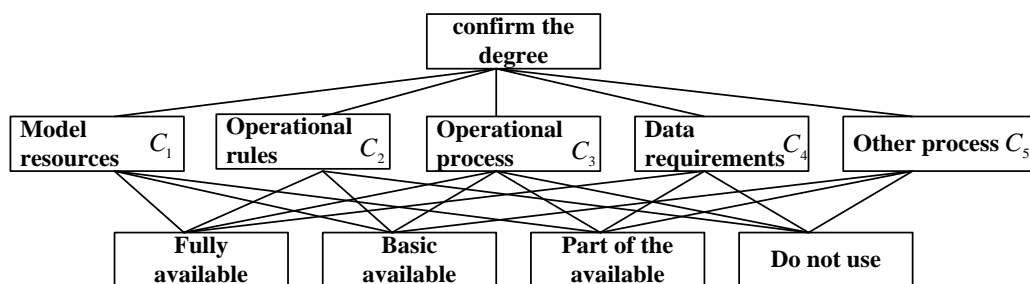 confirm the
degree
Model
resources C₁
Operational
rules C₂
Operational
process C₃
Data
requirements C₄
Other process C₅
Fully
available
Basic
available
Part of the
available
Do not use